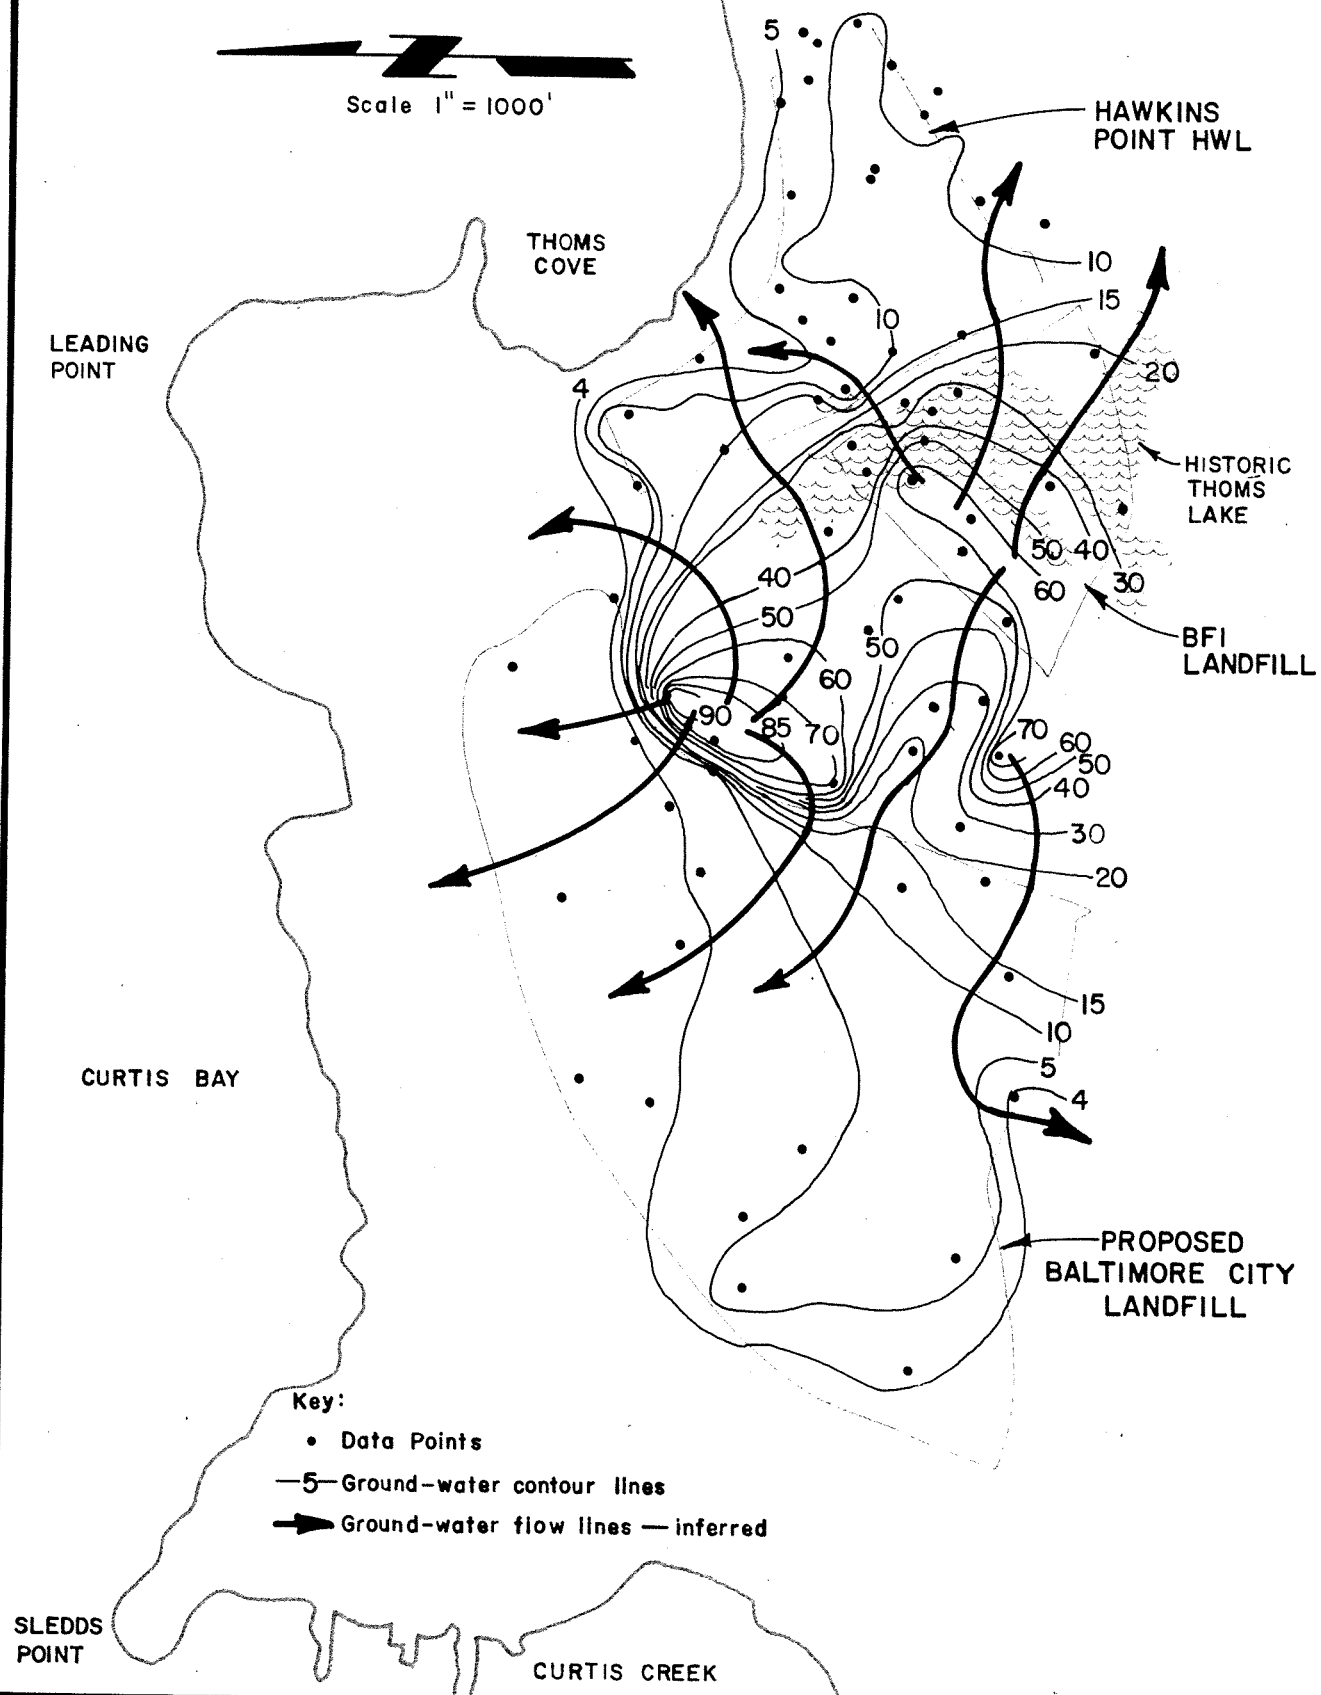 Scale 1" = 1000'
5
HAWKINS
POINT HWL
THOMS
COVE
10
15
10
LEADING
POINT
20
4
HISTORIC
THOMS
LAKE
50 40
40
60
30
50
BFI
LANDFILL
50
60
90
85
70
70
60
50
40
30
20
15
10
5
4
CURTIS BAY
PROPOSED
BALTIMORE CITY
LANDFILL
Key:
Data Points
5 Ground-water contour lines
Ground-water flow lines — inferred
SLEDDS
POINT
CURTIS CREEK